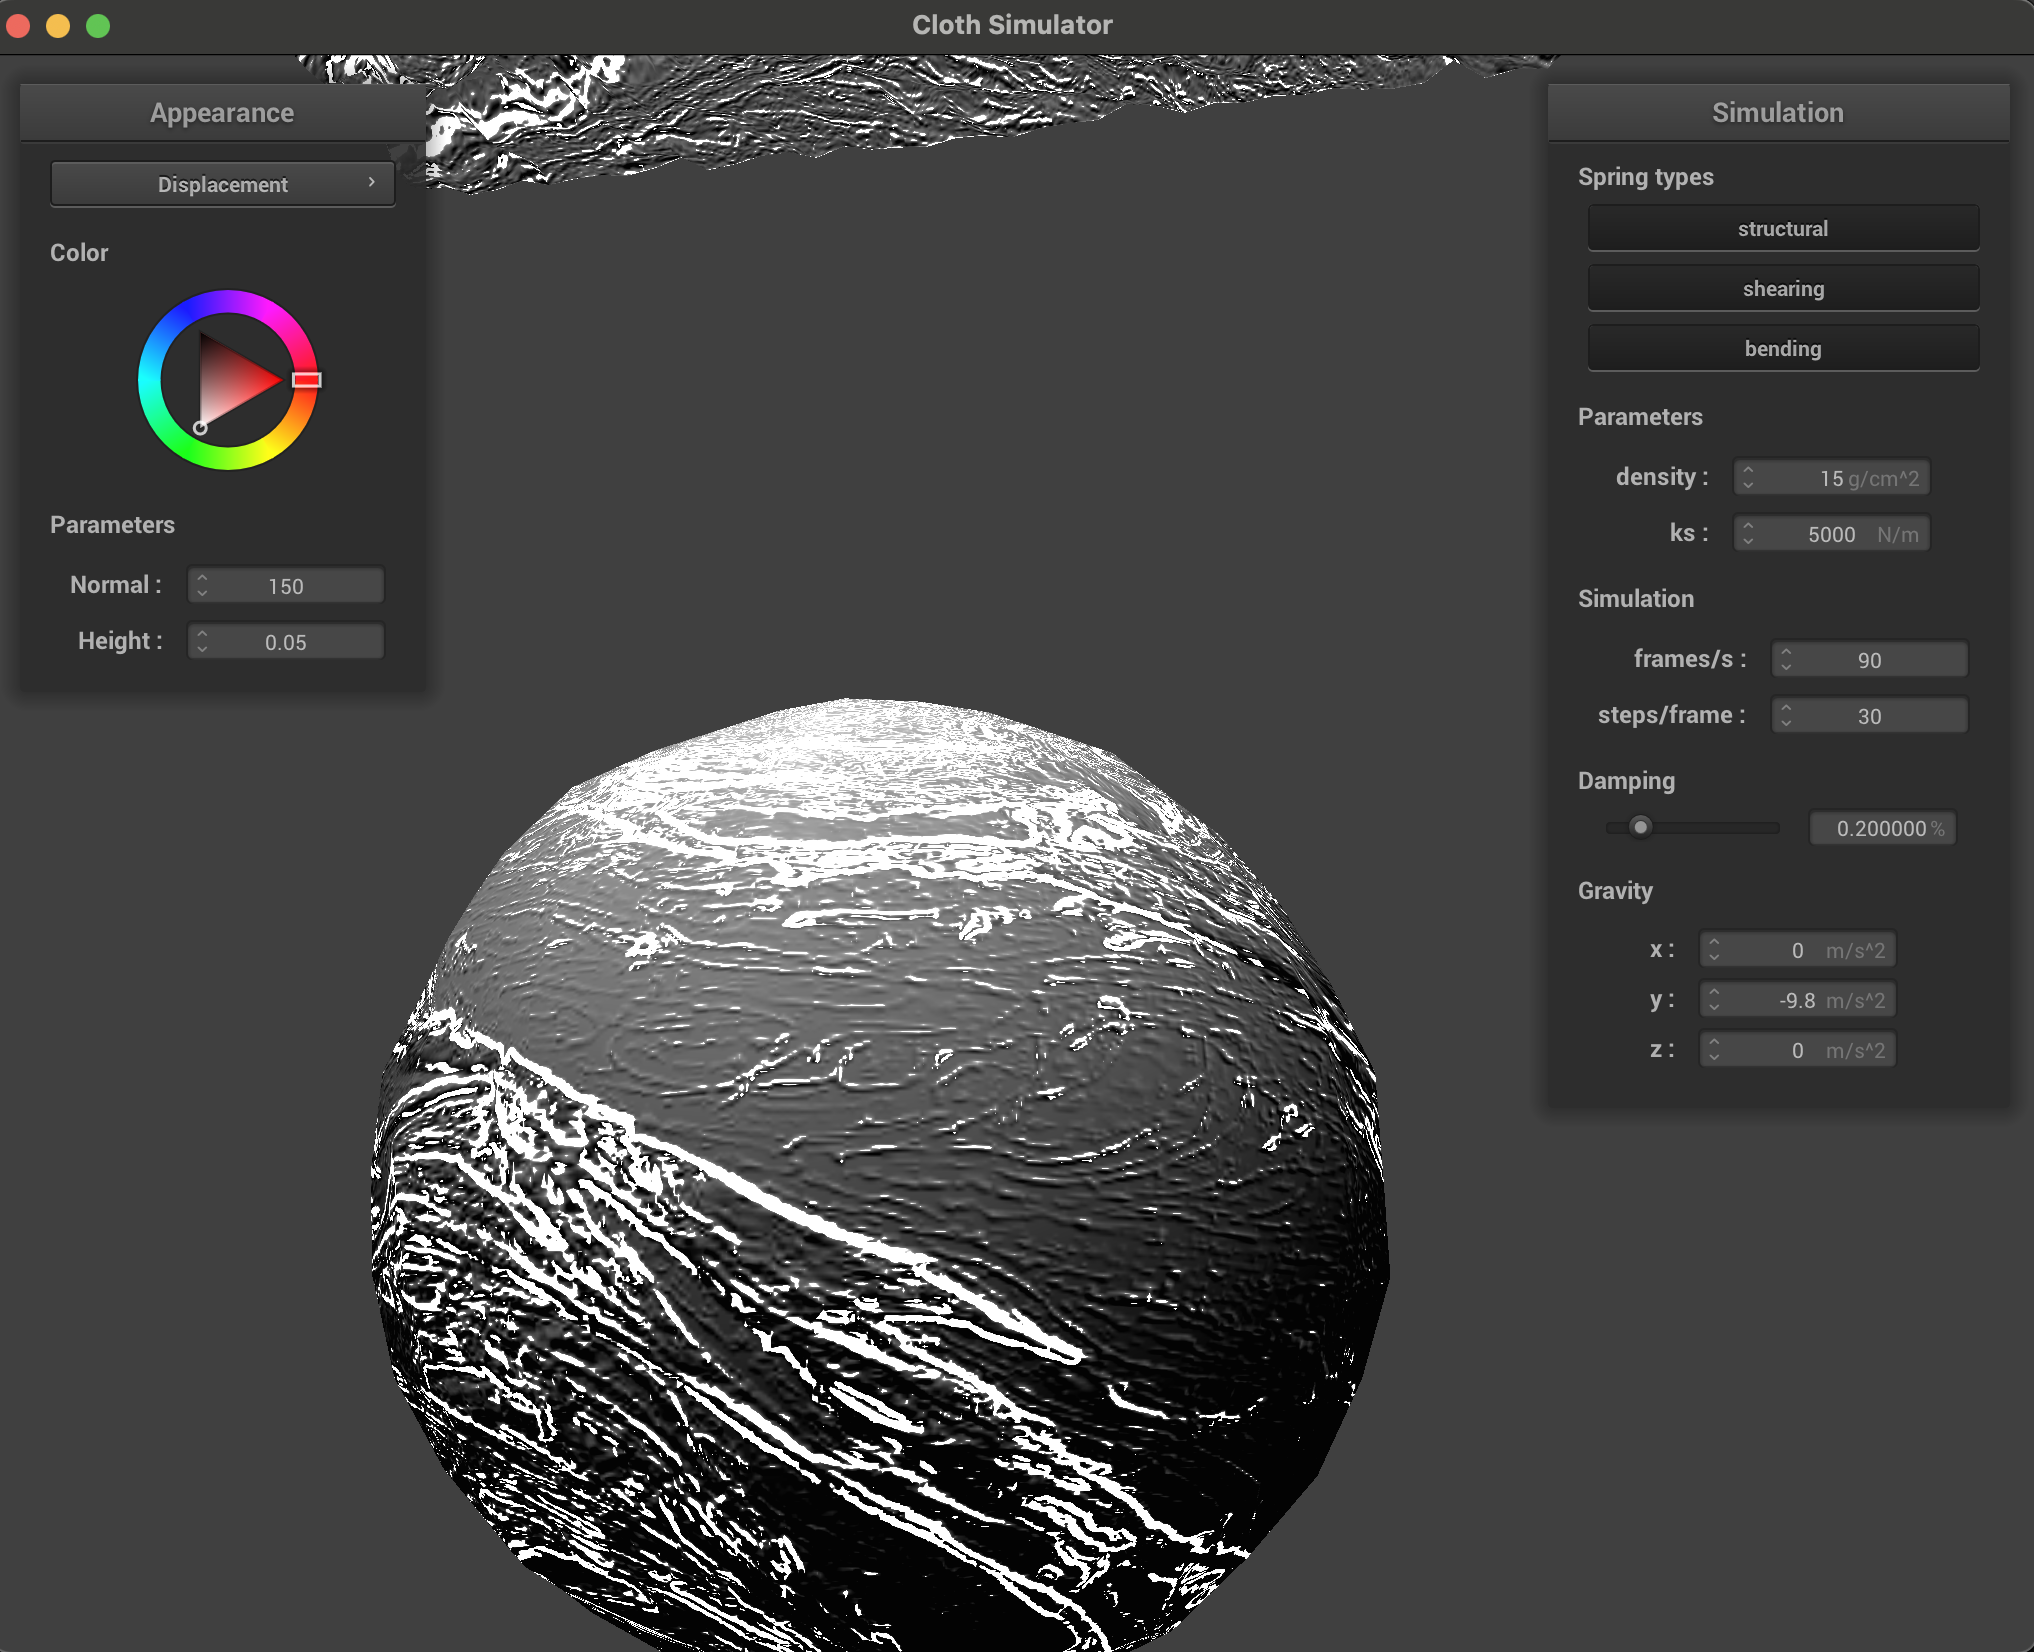 Cloth Simulator
Appearance
Displacement
Color
Parameters
Normal : 150
Height : 0.05
Simulation
Spring types
structural
shearing
bending
Parameters
density : 15 g/cm^2
ks : 5000 N/m
Simulation
frames/s : 90
steps/frame : 30
Damping
0.200000 %
Gravity
x : 0 m/s^2
y : -9.8 m/s^2
z : 0 m/s^2